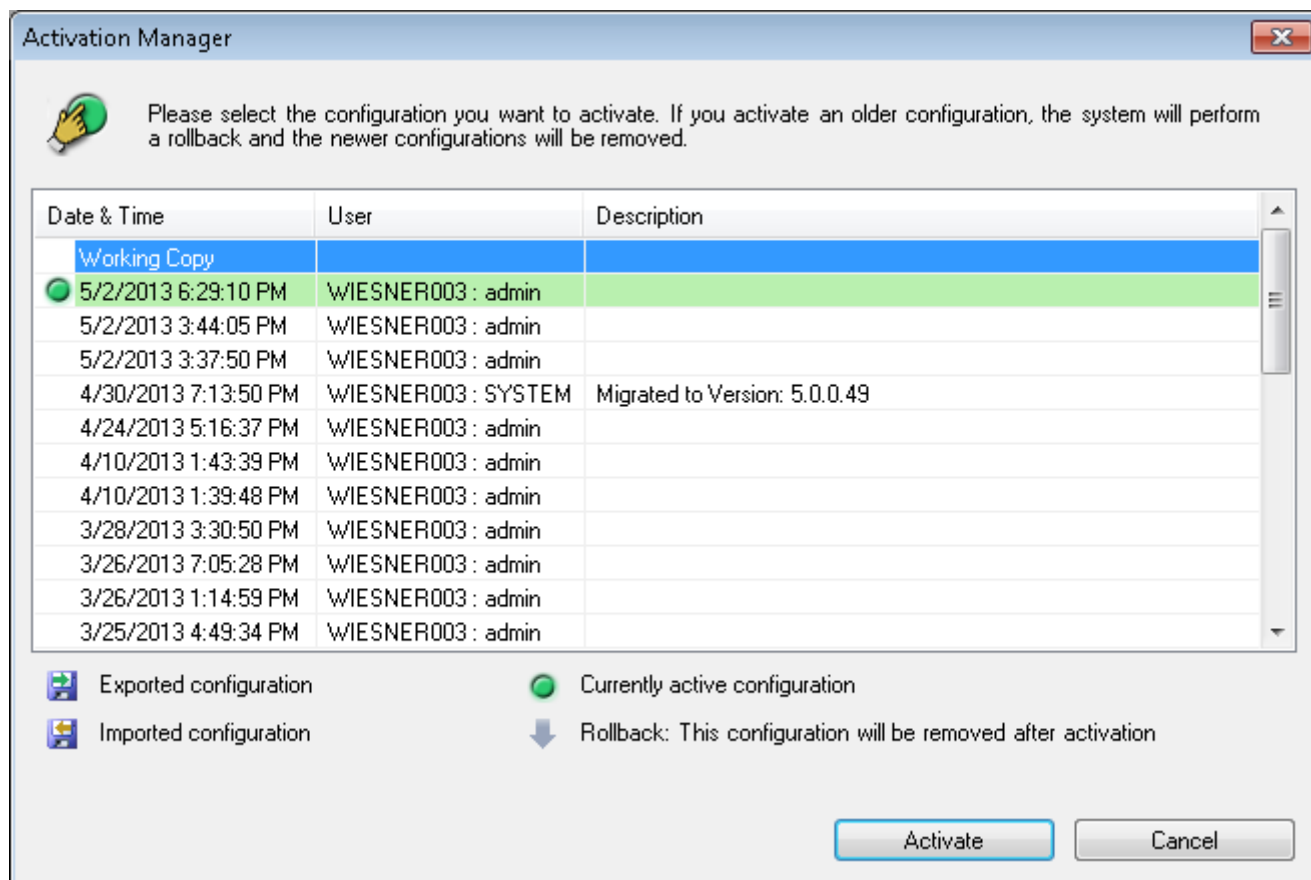 Activation Manager
Please select the configuration you want to activate. If you activate an older configuration, the system will perform
a rollback and the newer configurations will be removed.
Date & Time User Description
Working Copy
5/2/2013 6:29:10 PM WIESNER003 : admin
5/2/2013 3:44:05 PM WIESNER003 : admin
5/2/2013 3:37:50 PM WIESNER003 : admin
4/30/2013 7:13:50 PM WIESNER003 : SYSTEM Migrated to Version: 5.0.0.49
4/24/2013 5:16:37 PM WIESNER003 : admin
4/10/2013 1:43:39 PM WIESNER003 : admin
4/10/2013 1:39:48 PM WIESNER003 : admin
3/28/2013 3:30:50 PM WIESNER003 : admin
3/26/2013 7:05:28 PM WIESNER003 : admin
3/26/2013 1:14:59 PM WIESNER003 : admin
3/25/2013 4:49:34 PM WIESNER003 : admin
Exported configuration Currently active configuration
Imported configuration Rollback: This configuration will be removed after activation
Activate Cancel